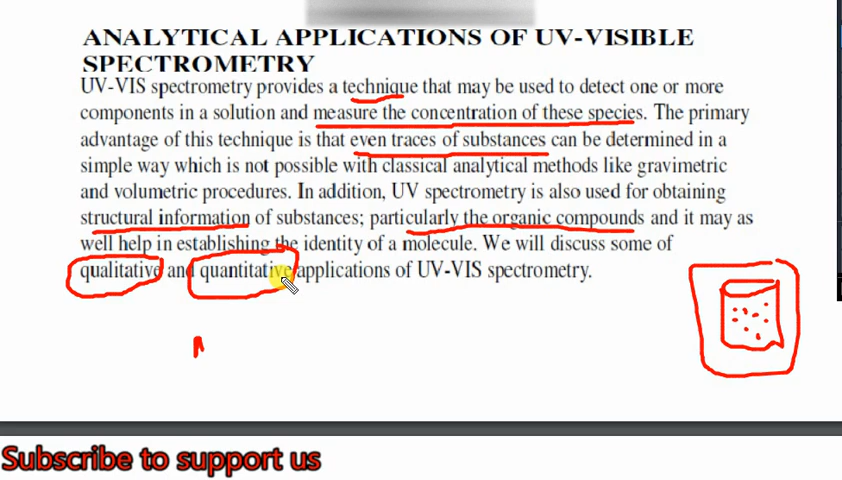 ANALYTICAL APPLICATIONS OF UV-VISIBLE
SPECTROMETRY
UV-VIS spectrometry provides a technique that may be used to detect one or more
components in a solution and measure the concentration of these species. The primary
advantage of this technique is that even traces of substances can be determined in a
simple way which is not possible with classical analytical methods like gravimetric
and volumetric procedures. In addition, UV spectrometry is also used for obtaining
structural information of substances; particularly the organic compounds and it may as
well help in establishing the identity of a molecule. We will discuss some of
qualitative and quantitative applications of UV-VIS spectrometry.
Subscribe to support us